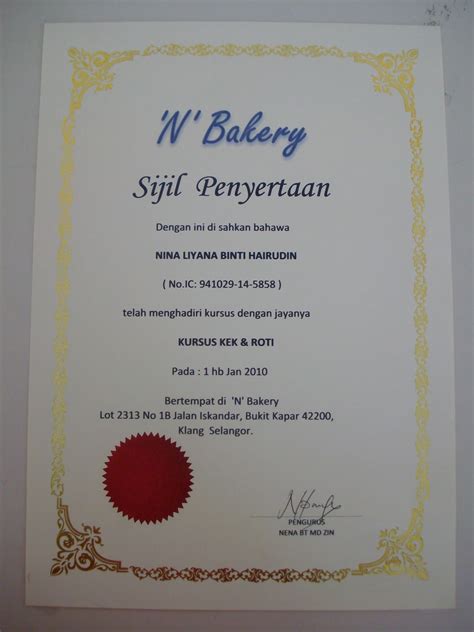 'N' Bakery
Sijil Penyertaan
Dengan ini di sahkan bahawa
NINA LIYANA BINTI HAIRUDIN
( No.IC: 941029-14-5858 )
telah menghadiri kursus dengan jayanya
KURSUS KEK & ROTI
Pada : 1 hb Jan 2010
Bertempat di 'N' Bakery
Lot 2313 No 1B Jalan Iskandar, Bukit Kapar 42200,
Klang Selangor.
PENGURUS
NENA BT MD ZIN